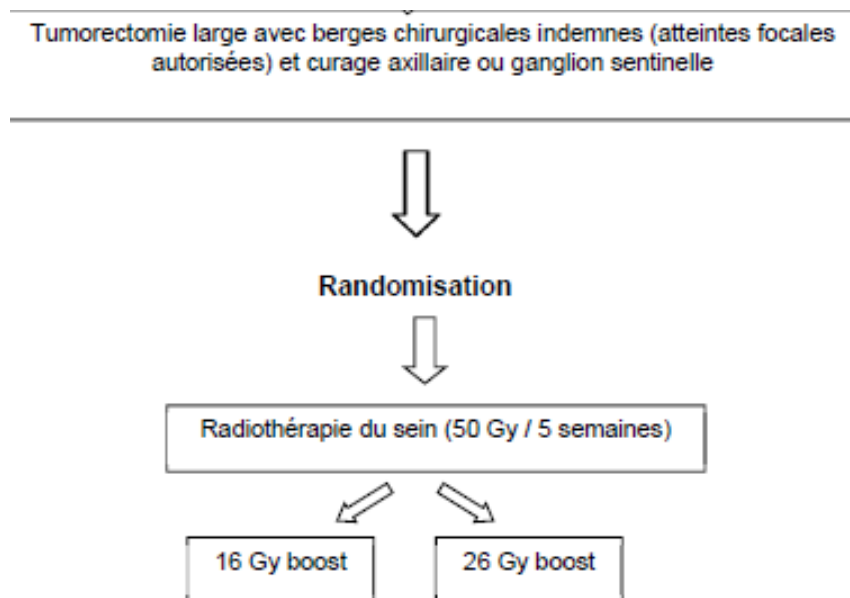 Tumorectomie large avec berges chirurgicales indemnes (atteintes focales
autorisées) et curage axillaire ou ganglion sentinelle
Randomisation
Radiothérapie du sein (50 Gy / 5 semaines)
16 Gy boost
26 Gy boost